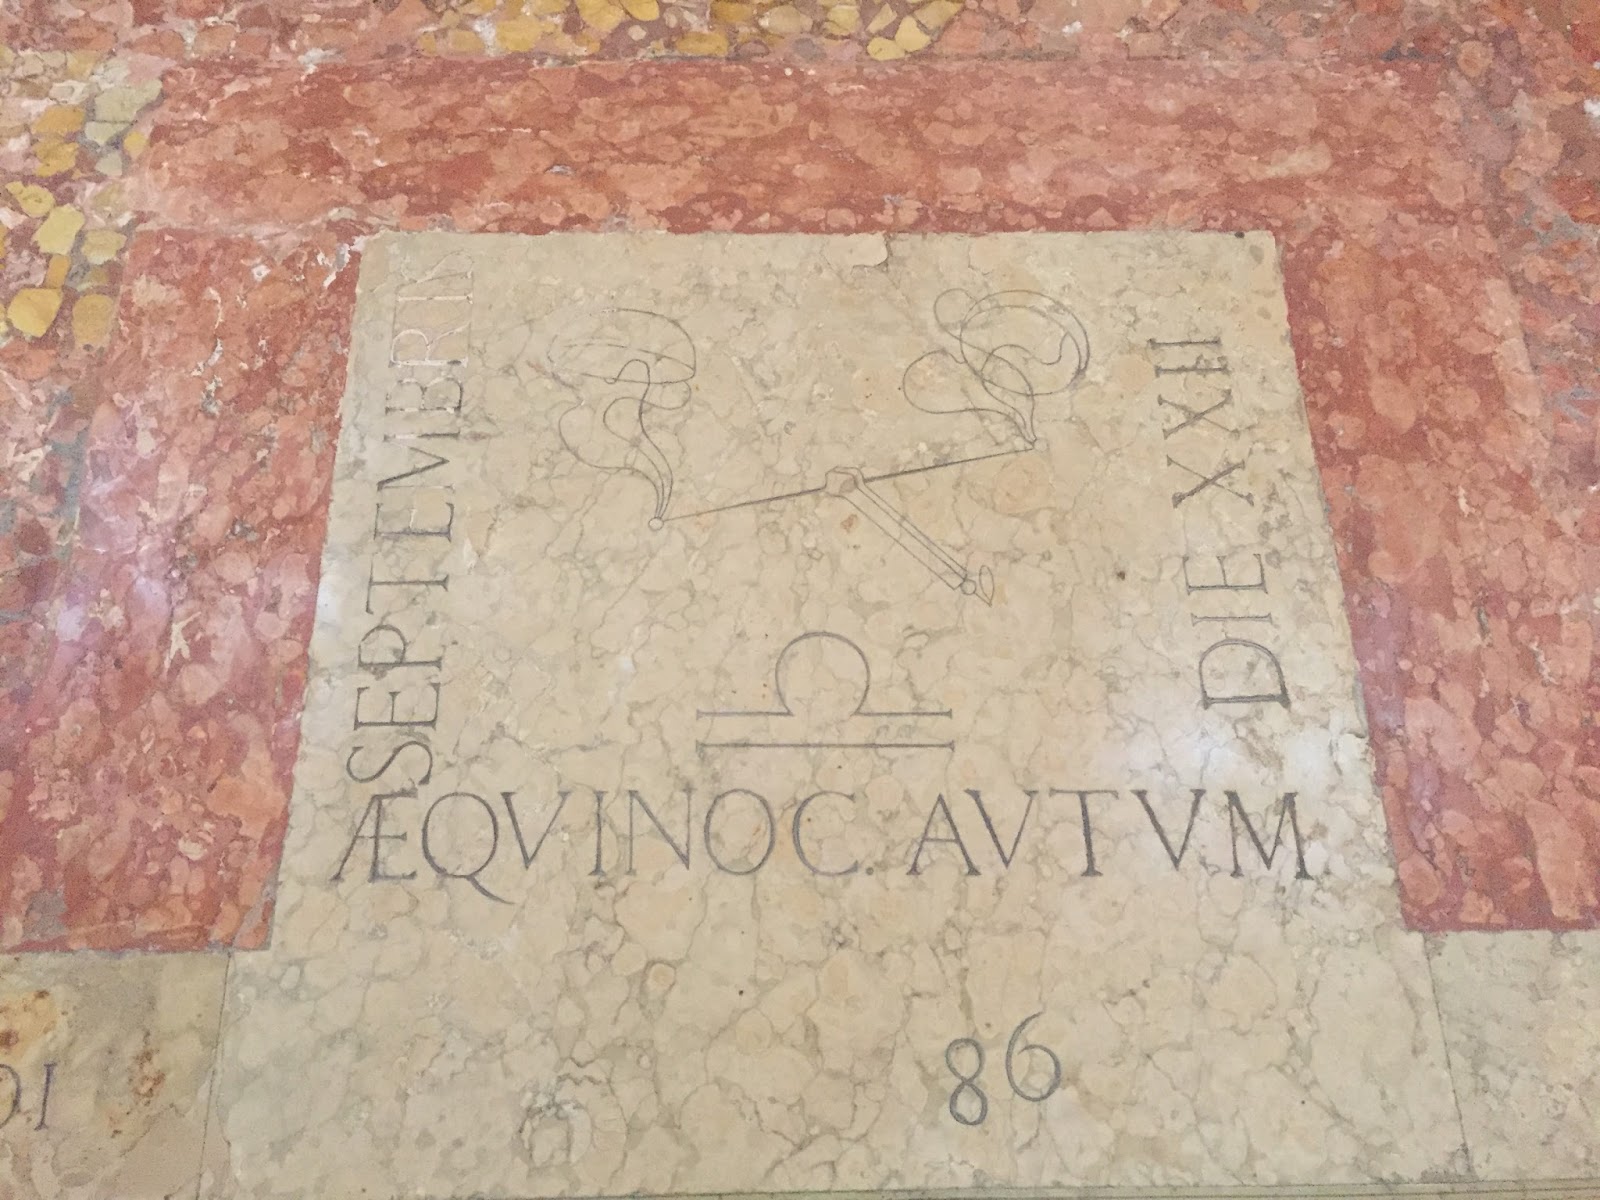 SEPTEMBRIS
DIE XXII
ÆQVINOC. AVTVM
86